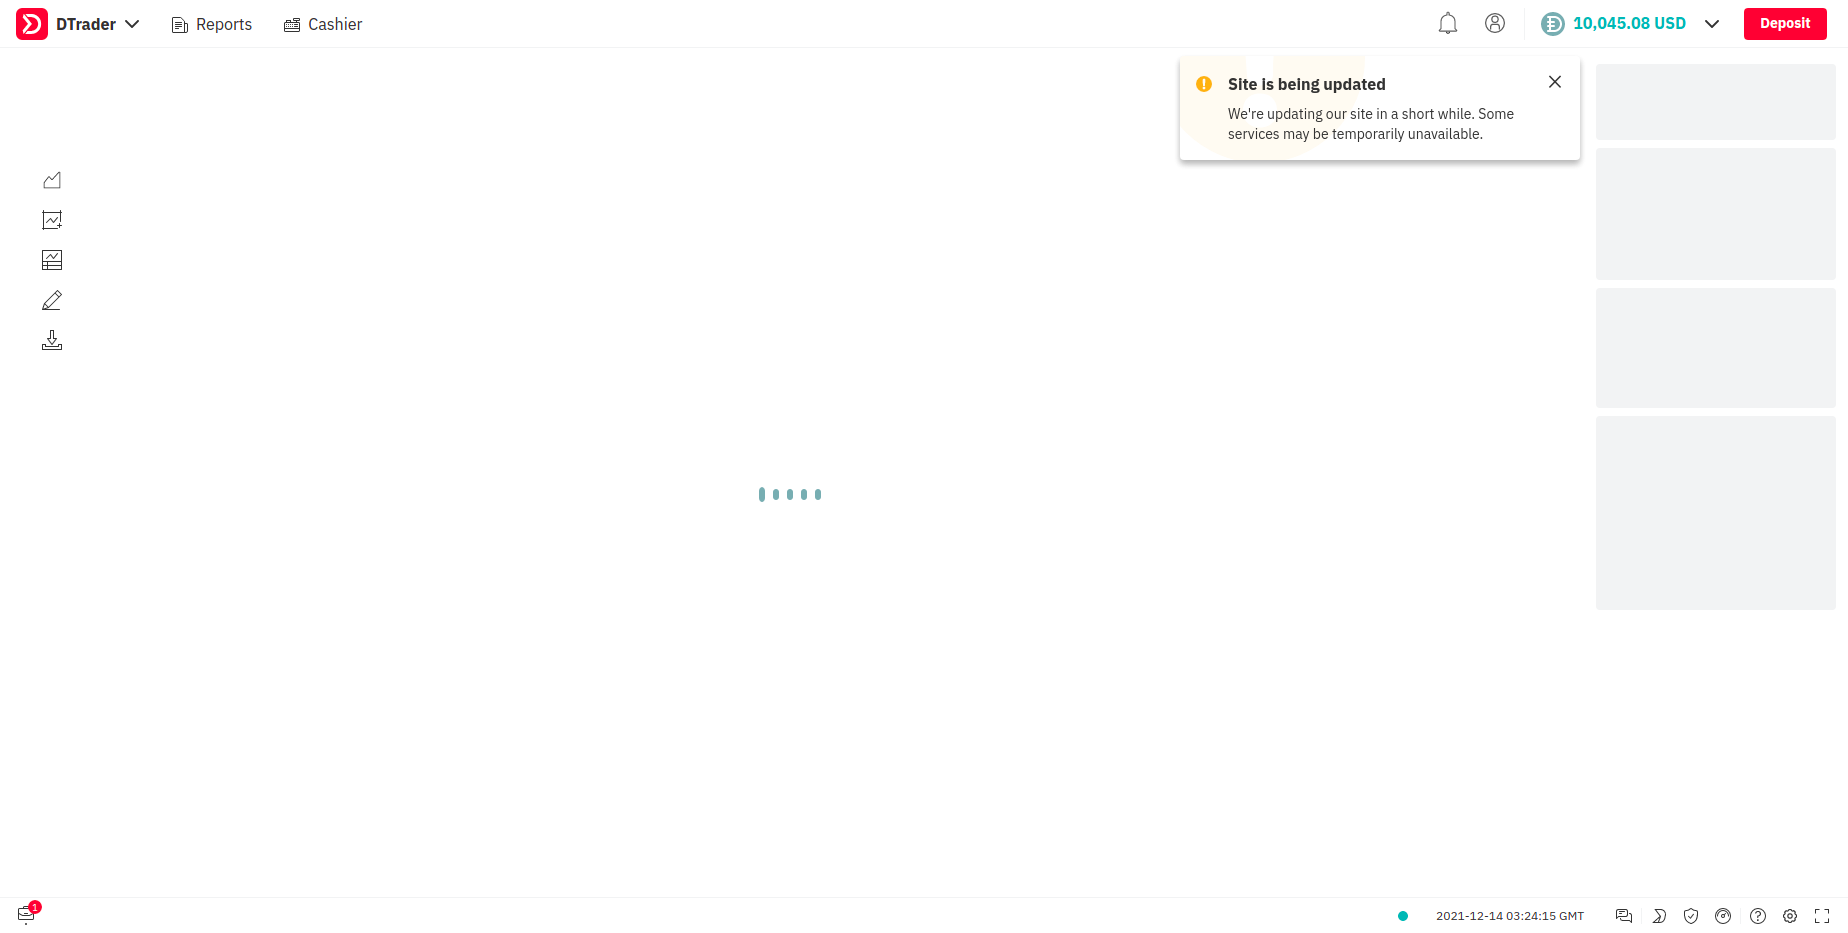 DTrader
Reports
Cashier
10,045.08 USD
Deposit
Site is being updated
We're updating our site in a short while. Some
services may be temporarily unavailable.
1
2021-12-14 03:24:15 GMT